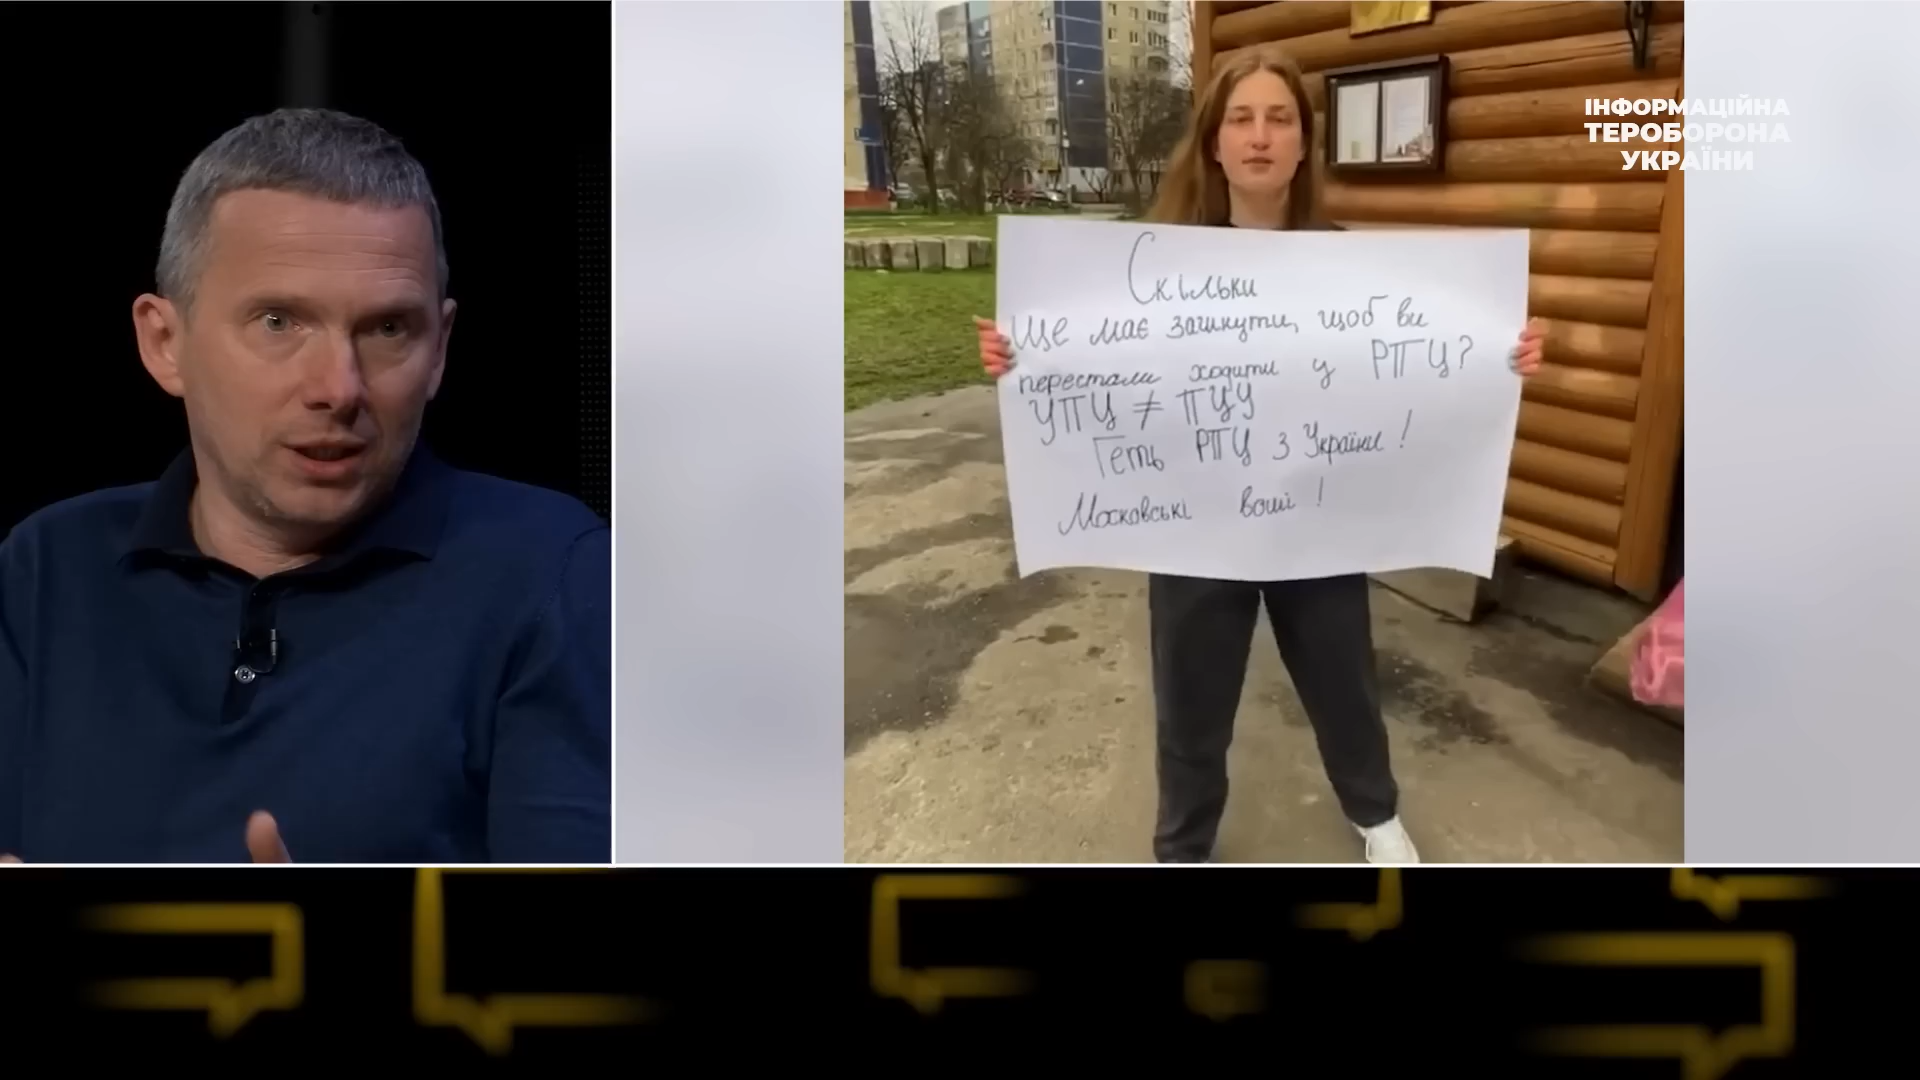 ІНФОРМАЦІЙНА
ТЕРОБОРОНА
УКРАЇНИ
Скільки
ще має загинути, щоб ви
перестали ходити у РПЦ?
УПЦ ≠ ПЦУ
Геть РПЦ з України!
Московські воші!